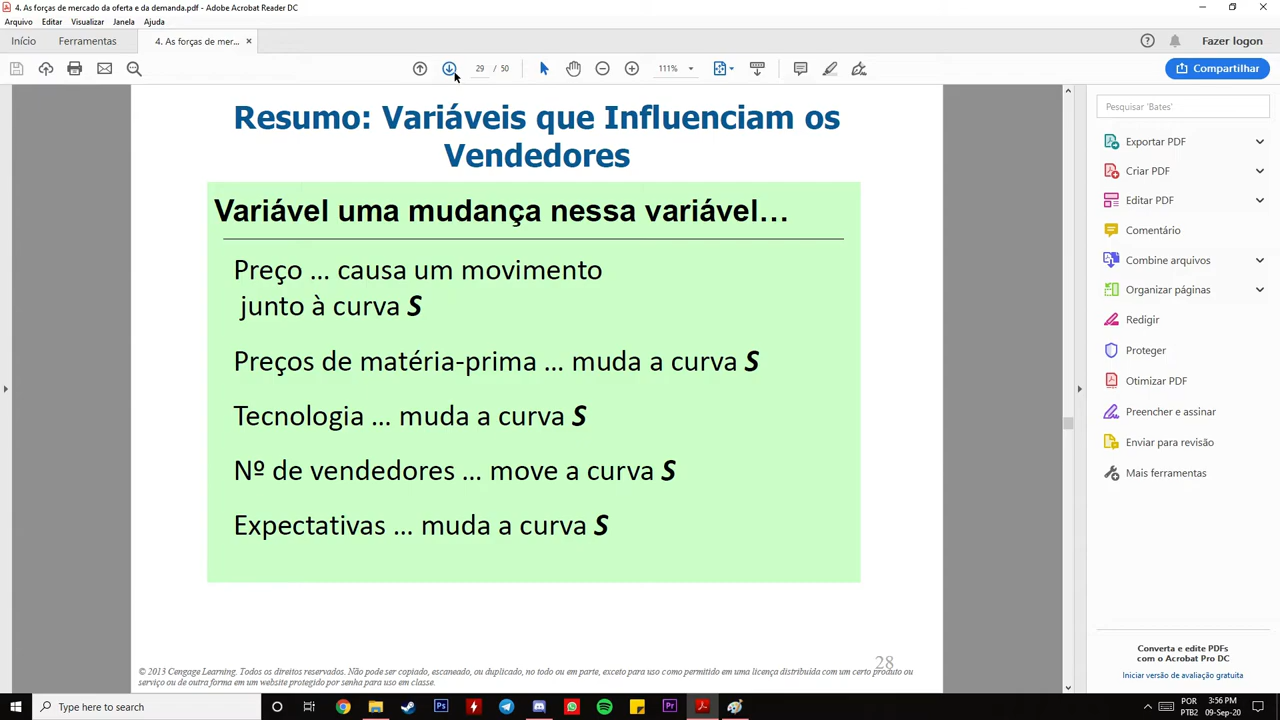 4. As forças de mercado da oferta e da demanda.pdf - Adobe Acrobat Reader DC
Arquivo Editar Visualizar Janela Ajuda
Início Ferramentas 4. As forças de mer... × Fazer logon
29 / 50 111% Compartilhar
Resumo: Variáveis que Influenciam os
Vendedores
Variável uma mudança nessa variável…
Preço … causa um movimento
junto à curva S
Preços de matéria-prima … muda a curva S
Tecnologia … muda a curva S
Nº de vendedores … move a curva S
Expectativas … muda a curva S
28
© 2013 Cengage Learning. Todos os direitos reservados. Não pode ser copiado, escaneado, ou duplicado, no todo ou em parte, exceto para uso como permitido em uma licença distribuída com um certo produto ou
serviço ou de outra forma em um website protegido por senha para uso em classe.
Pesquisar 'Bates'
Exportar PDF
Criar PDF
Editar PDF
Comentário
Combine arquivos
Organizar páginas
Redigir
Proteger
Otimizar PDF
Preencher e assinar
Enviar para revisão
Mais ferramentas
Converta e edite PDFs
com o Acrobat Pro DC
Iniciar versão de avaliação gratuita
Type here to search
Ps
Pr
POR
PTB2
3:56 PM
09-Sep-20